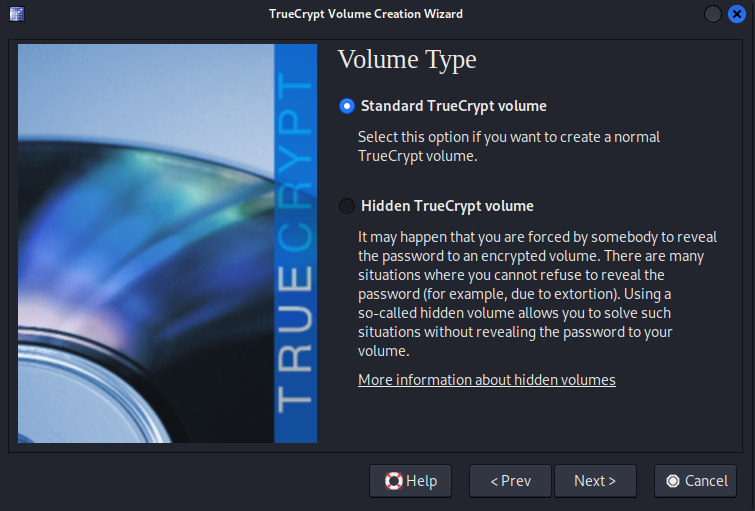 TrueCrypt Volume Creation Wizard
TRUECRYPT
Volume Type
Standard TrueCrypt volume
Select this option if you want to create a normal
TrueCrypt volume.
Hidden TrueCrypt volume
It may happen that you are forced by somebody to reveal
the password to an encrypted volume. There are many
situations where you cannot refuse to reveal the
password (for example, due to extortion). Using a
so-called hidden volume allows you to solve such
situations without revealing the password to your
volume.
More information about hidden volumes
Help
< Prev
Next >
Cancel